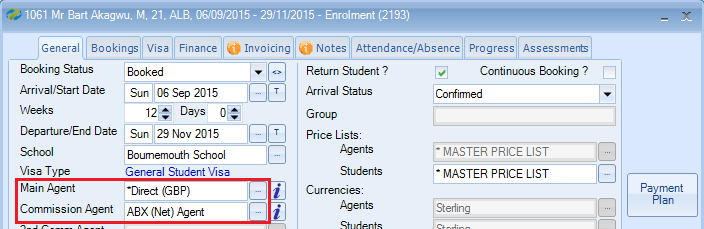 1061 Mr Bart Akagwu, M, 21, ALB, 06/09/2015 - 29/11/2015 - Enrolment (2193)
General Bookings Visa Finance Invoicing Notes Attendance/Absence Progress Assessments
Booking Status Booked <> Return Student ? Continuous Booking ?
Arrival/Start Date Sun 06 Sep 2015 ... T Arrival Status Confirmed
Weeks 12 Days 0 Group
Departure/End Date Sun 29 Nov 2015 ... T Price Lists:
School Bournemouth School ... Agents * MASTER PRICE LIST ...
Visa Type General Student Visa Students * MASTER PRICE LIST ...
Main Agent *Direct (GBP) ... i Currencies: Payment Plan
Commission Agent ABX (Net) Agent ... i Agents Sterling ...
2nd Comm Agent Students Sterling